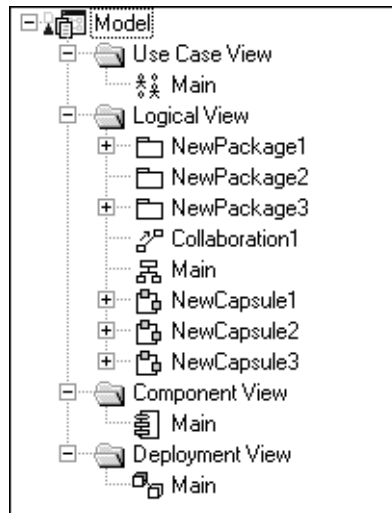 Model
Use Case View
Main
Logical View
NewPackage1
NewPackage2
NewPackage3
Collaboration1
Main
NewCapsule1
NewCapsule2
NewCapsule3
Component View
Main
Deployment View
Main